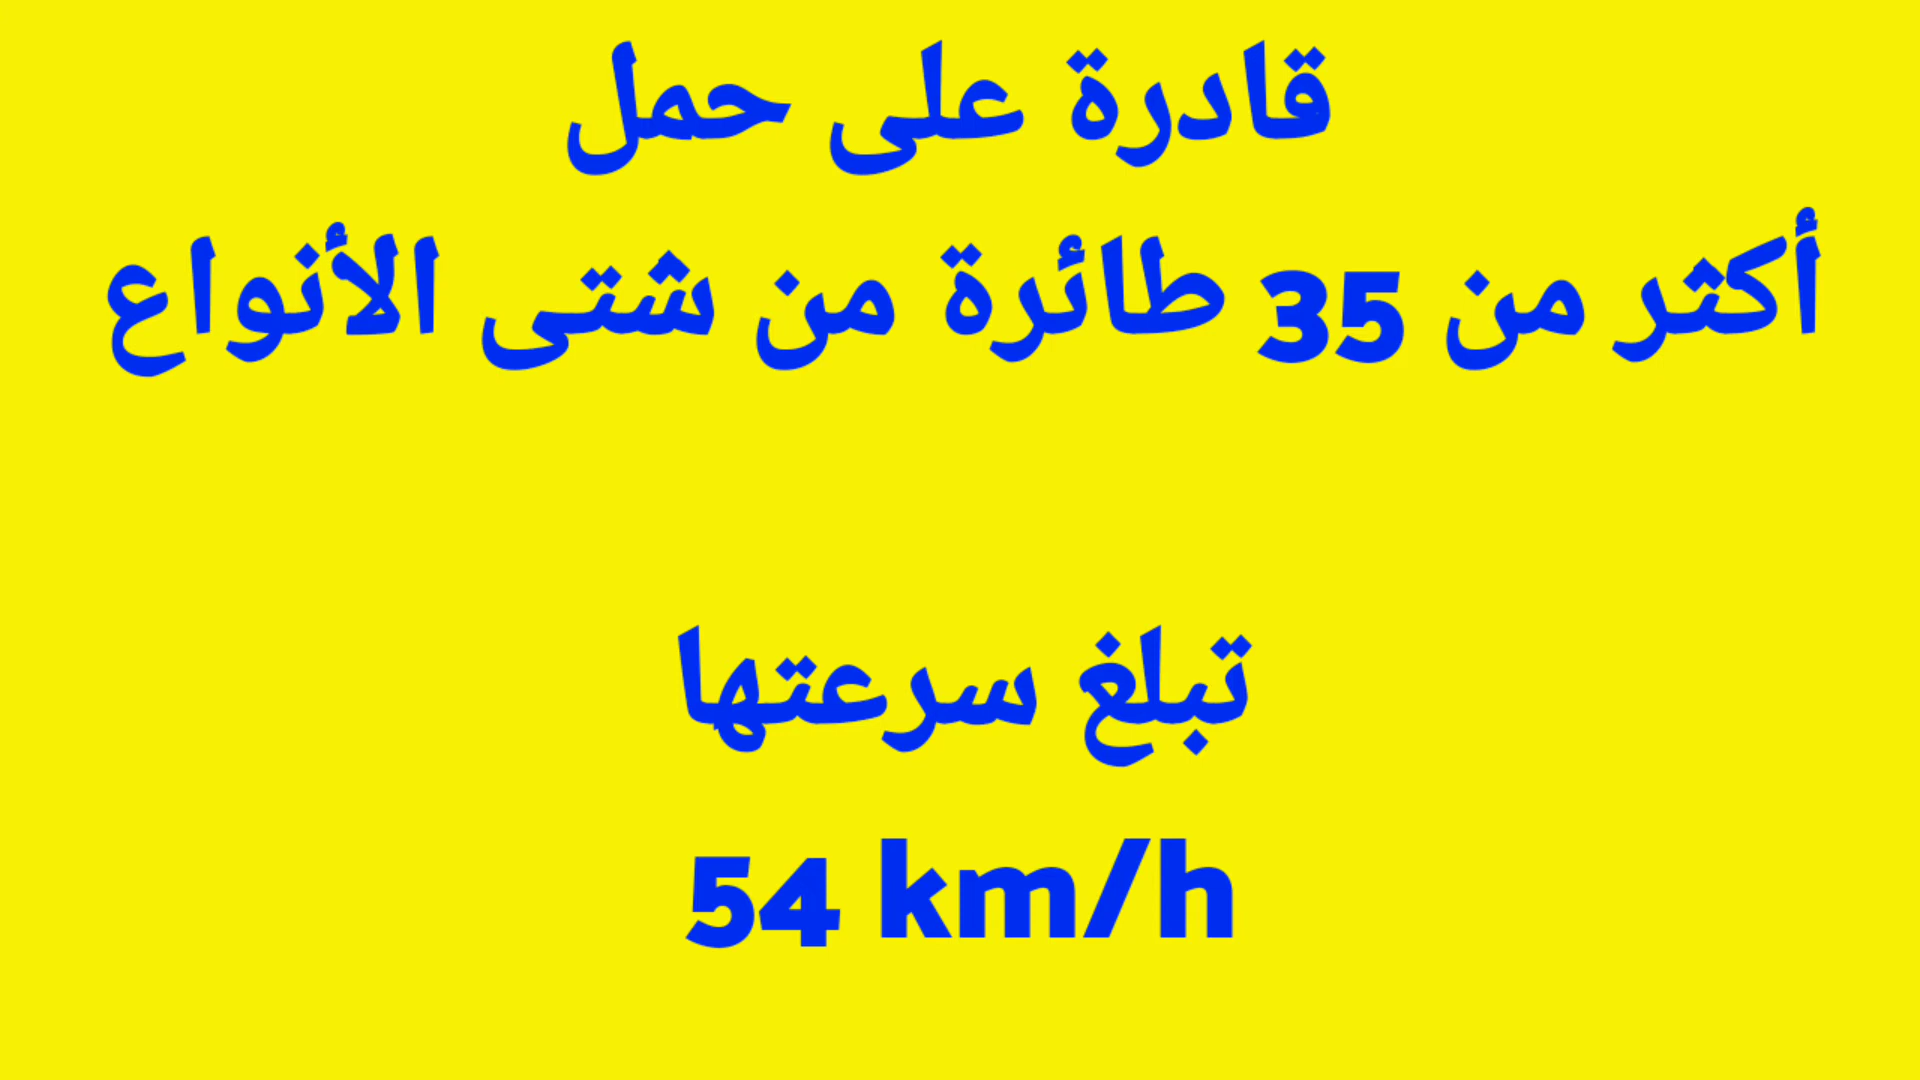 قادرة على حمل
أكثر من 35 طائرة من شتى الأنواع
تبلغ سرعتها
54 km/h